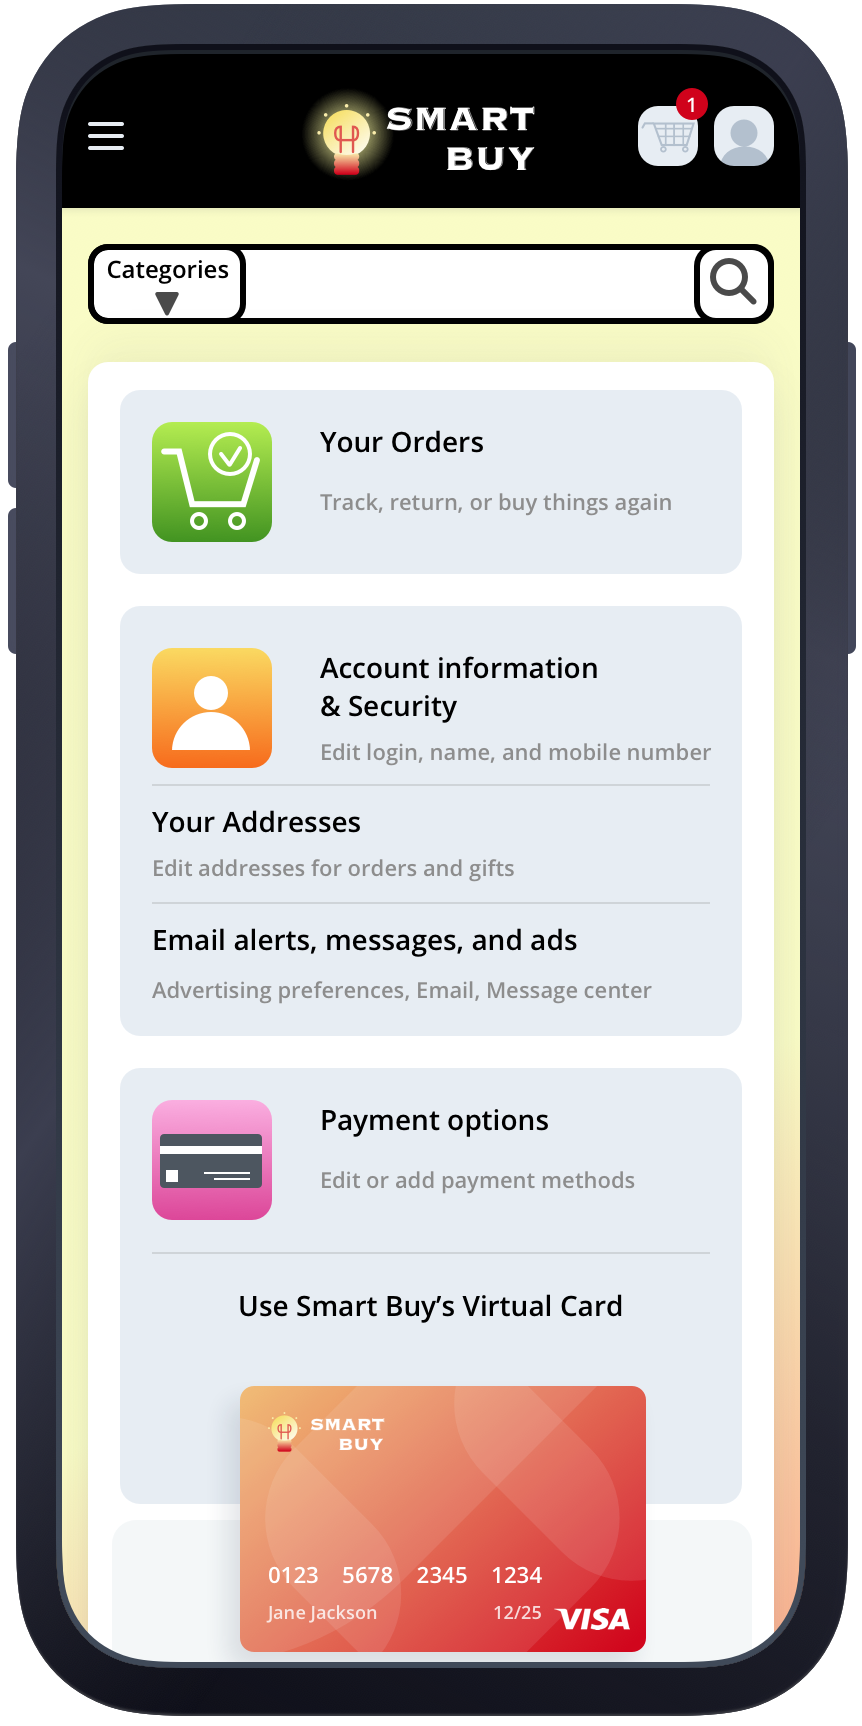 SMART
BUY
1
Categories
Your Orders
Track, return, or buy things again
Account information
& Security
Edit login, name, and mobile number
Your Addresses
Edit addresses for orders and gifts
Email alerts, messages, and ads
Advertising preferences, Email, Message center
Payment options
Edit or add payment methods
Use Smart Buy’s Virtual Card
SMART
BUY
0123 5678 2345 1234
Jane Jackson 12/25 VISA